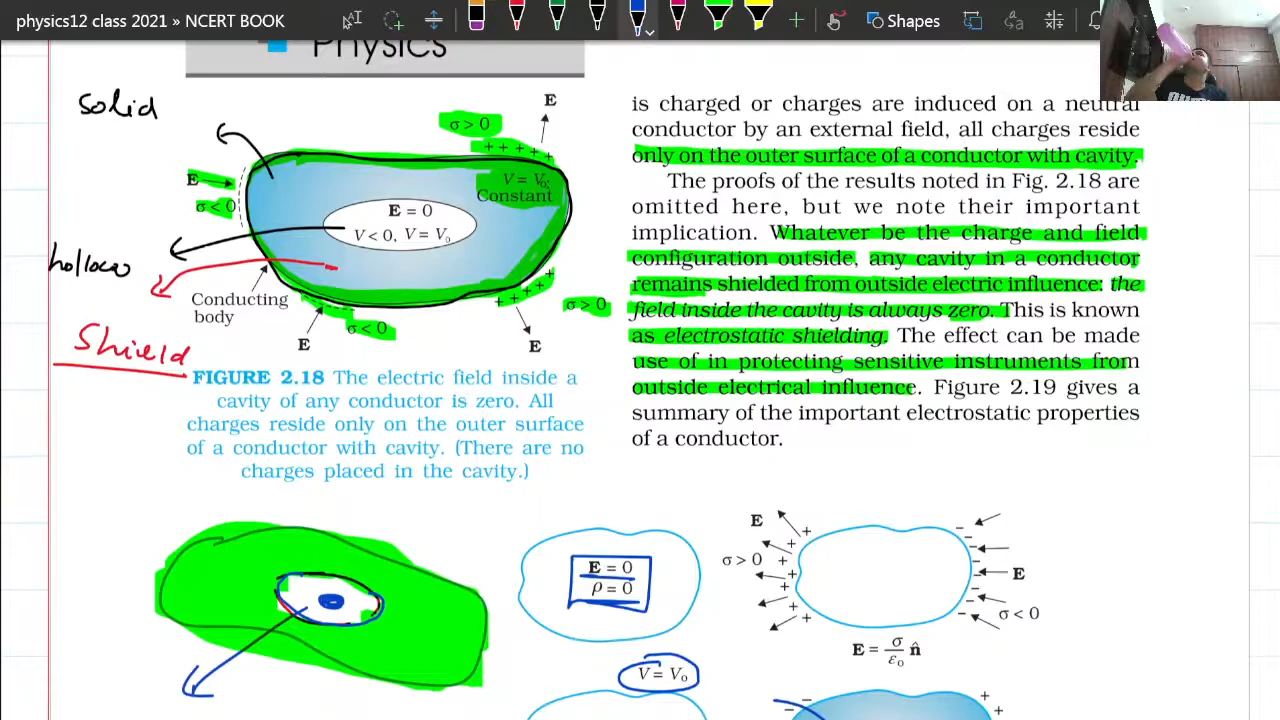 physics12 class 2021 » NCERT BOOK
Shapes
Physics
solid
σ> 0
E
+ + + + +
E
σ < 0
V = V₀
Constant
E = 0
V < 0, V = V₀
hollow
Conducting
body
+ + + + +
σ > 0
σ < 0
E
E
Shield
FIGURE 2.18 The electric field inside a
cavity of any conductor is zero. All
charges reside only on the outer surface
of a conductor with cavity. (There are no
charges placed in the cavity.)
is charged or charges are induced on a neutral
conductor by an external field, all charges reside
only on the outer surface of a conductor with cavity.
The proofs of the results noted in Fig. 2.18 are
omitted here, but we note their important
implication. Whatever be the charge and field
configuration outside, any cavity in a conductor
remains shielded from outside electric influence: the
field inside the cavity is always zero. This is known
as electrostatic shielding. The effect can be made
use of in protecting sensitive instruments from
outside electrical influence. Figure 2.19 gives a
summary of the important electrostatic properties
of a conductor.
E = 0
ρ = 0
E
σ > 0
E
σ < 0
E = σ/ε₀ n̂
V = V₀